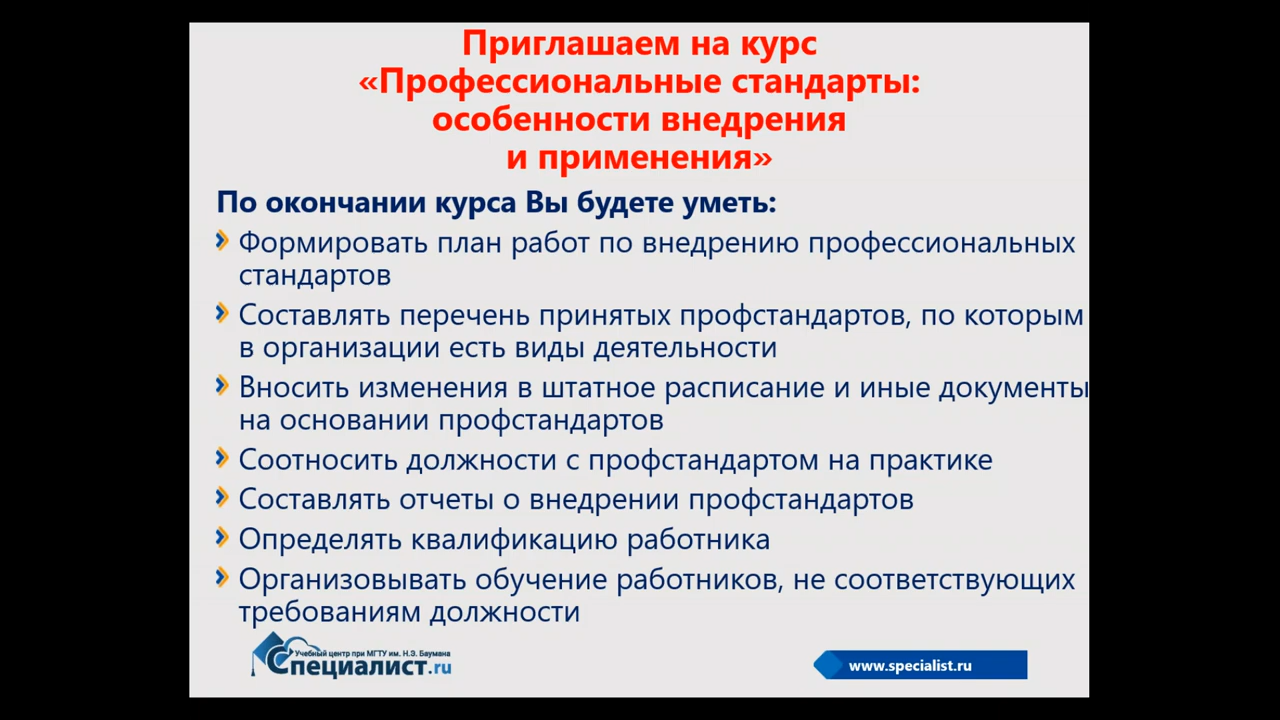 Приглашаем на курс
«Профессиональные стандарты:
особенности внедрения
и применения»
По окончании курса Вы будете уметь:
Формировать план работ по внедрению профессиональных
стандартов
Составлять перечень принятых профстандартов, по которым
в организации есть виды деятельности
Вносить изменения в штатное расписание и иные документы
на основании профстандартов
Соотносить должности с профстандартом на практике
Составлять отчеты о внедрении профстандартов
Определять квалификацию работника
Организовывать обучение работников, не соответствующих
требованиям должности
Учебный центр при МГТУ им. Н.Э. Баумана
Специалист.ru
www.specialist.ru